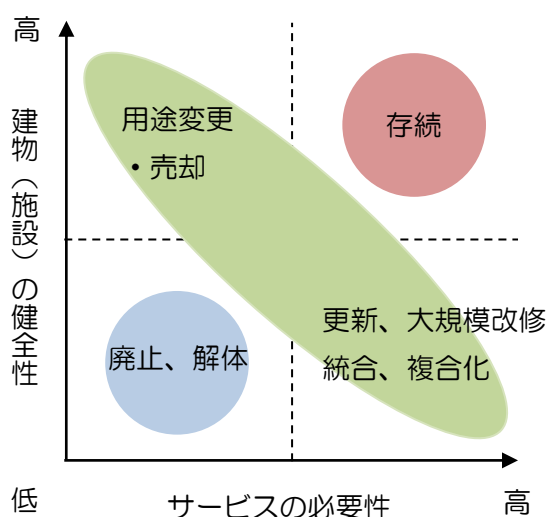 高
建物（施設）の健全性
用途変更
・売却
存続
廃止、解体
更新、大規模改修
統合、複合化
低
サービスの必要性
高